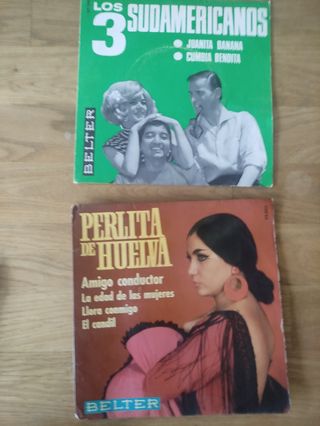 LOS
3 SUDAMERICANOS
JUANITA BANANA
CUMBIA BENDITA
BELTER
PERLITA
DE HUELVA
Amigo conductor
La edad de las mujeres
Llora conmigo
El candil
BELTER